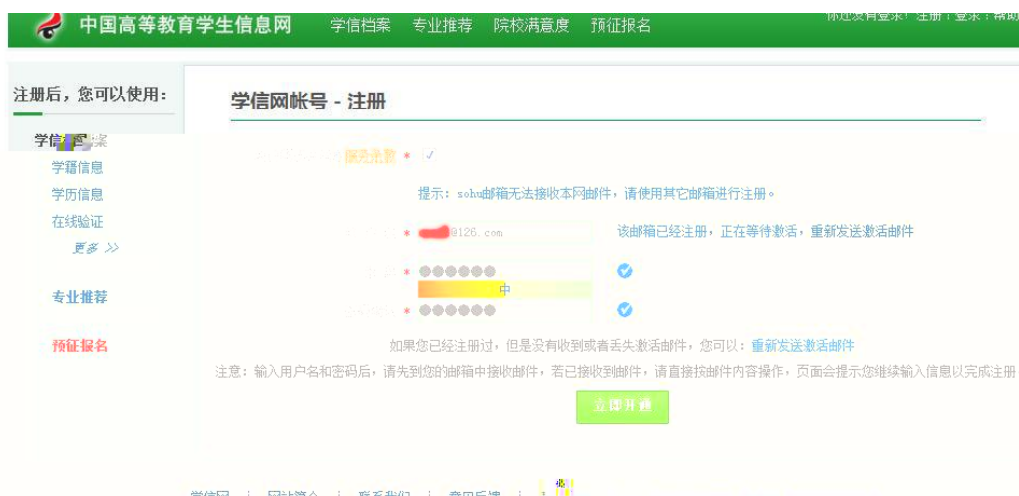 中国高等教育学生信息网 学信档案 专业推荐 院校满意度 预征报名
你还没有登录! 注册 | 登录 | 帮助
注册后，您可以使用：
学信网帐号 - 注册
学信档案
学籍信息
学历信息
在线验证
更多 >>
专业推荐
预征报名
服务条款 *
提示：sohu邮箱无法接收本网邮件，请使用其它邮箱进行注册。
* @126.com 该邮箱已经注册，正在等待激活，重新发送激活邮件
* ●●●●●●
中
* ●●●●●●
如果您已经注册过，但是没有收到或者丢失激活邮件，您可以：重新发送激活邮件
注意：输入用户名和密码后，请先到您的邮箱中接收邮件，若已接收到邮件，请直接按邮件内容操作，页面会提示您继续输入信息以完成注册
立即开通
学信网 | 网站简介 | 联系我们 | 意见反馈 |